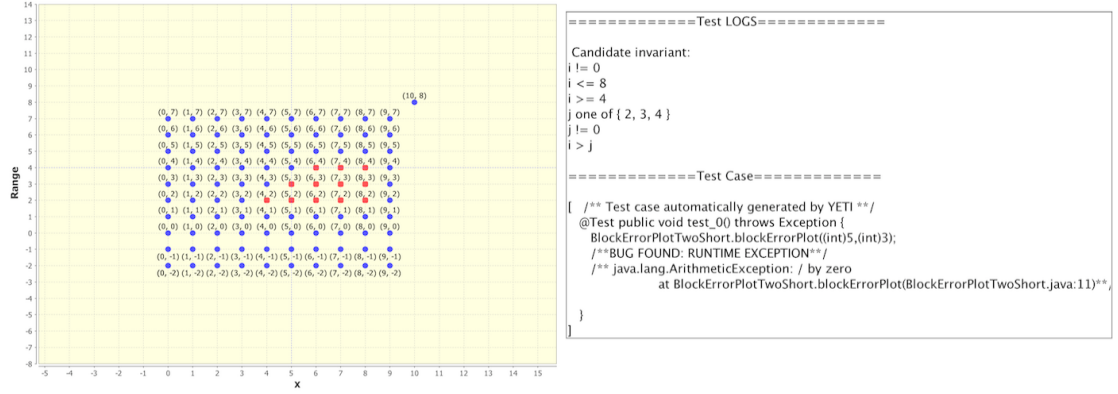 14
13
12
11
10
9
8
7
6
5
4
3
2
1
0
-1
-2
-3
-4
-5
-6
-7
-8
Range
(10, 8)
(0, 7) (1, 7) (2, 7) (3, 7) (4, 7) (5, 7) (6, 7) (7, 7) (8, 7) (9, 7)
(0, 6) (1, 6) (2, 6) (3, 6) (4, 6) (5, 6) (6, 6) (7, 6) (8, 6) (9, 6)
(0, 5) (1, 5) (2, 5) (3, 5) (4, 5) (5, 5) (6, 5) (7, 5) (8, 5) (9, 5)
(0, 4) (1, 4) (2, 4) (3, 4) (4, 4) (5, 4) (6, 4) (7, 4) (8, 4) (9, 4)
(0, 3) (1, 3) (2, 3) (3, 3) (4, 3) (5, 3) (6, 3) (7, 3) (8, 3) (9, 3)
(0, 2) (1, 2) (2, 2) (3, 2) (4, 2) (5, 2) (6, 2) (7, 2) (8, 2) (9, 2)
(0, 1) (1, 1) (2, 1) (3, 1) (4, 1) (5, 1) (6, 1) (7, 1) (8, 1) (9, 1)
(0, 0) (1, 0) (2, 0) (3, 0) (4, 0) (5, 0) (6, 0) (7, 0) (8, 0) (9, 0)
(0, -1) (1, -1) (2, -1) (3, -1) (4, -1) (5, -1) (6, -1) (7, -1) (8, -1) (9, -1)
(0, -2) (1, -2) (2, -2) (3, -2) (4, -2) (5, -2) (6, -2) (7, -2) (8, -2) (9, -2)
-5 -4 -3 -2 -1 0 1 2 3 4 5 6 7 8 9 10 11 12 13 14 15
X
=============Test LOGS=============
Candidate invariant:
i != 0
i <= 8
i >= 4
j one of { 2, 3, 4 }
j != 0
i > j
=============Test Case=============
[ /** Test case automatically generated by YETI **/
@Test public void test_0() throws Exception {
BlockErrorPlotTwoShort.blockErrorPlot((int)5,(int)3);
/**BUG FOUND: RUNTIME EXCEPTION**/
/** java.lang.ArithmeticException: / by zero
at BlockErrorPlotTwoShort.blockErrorPlot(BlockErrorPlotTwoShort.java:11)**/
}
]